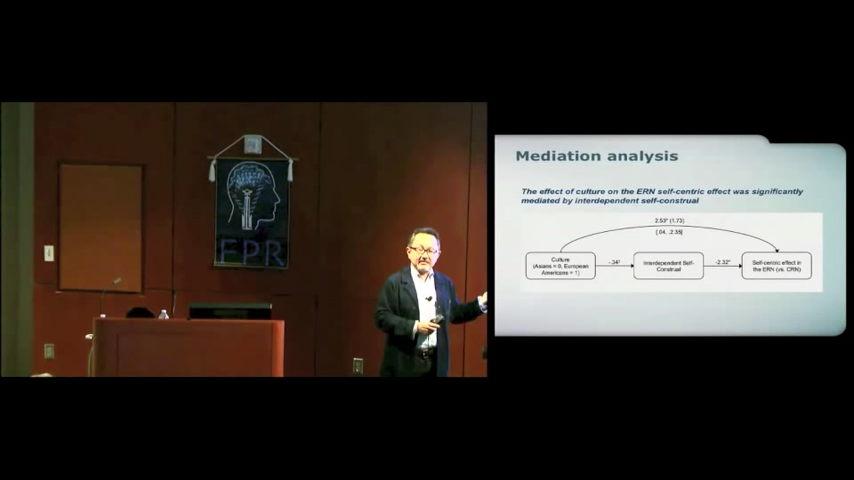 FPR
Mediation analysis
The effect of culture on the ERN self-centric effect was significantly
mediated by interdependent self-construal
2.53* (1.73)
[.04, .2.35]
Culture
(Asians = 0, European
Americans = 1)
-.34
Interdependent Self-
Construal
-2.32*
Self-centric effect in
the ERN (vs. CRN)